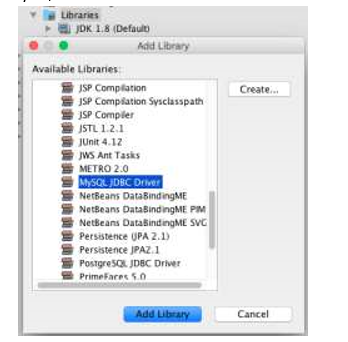 Libraries
JDK 1.8 (Default)
Add Library
Available Libraries:
JSP Compilation
Create...
JSP Compilation Sysclasspath
JSP Compiler
JSTL 1.2.1
JUnit 4.12
JWS Ant Tasks
METRO 2.0
MySQL JDBC Driver
NetBeans DataBindingME
NetBeans DataBindingME PIM
NetBeans DataBindingME SVG
Persistence (JPA 2.1)
Persistence JPA2.1
PostgreSQL JDBC Driver
PrimeFaces 5.0
Add Library
Cancel